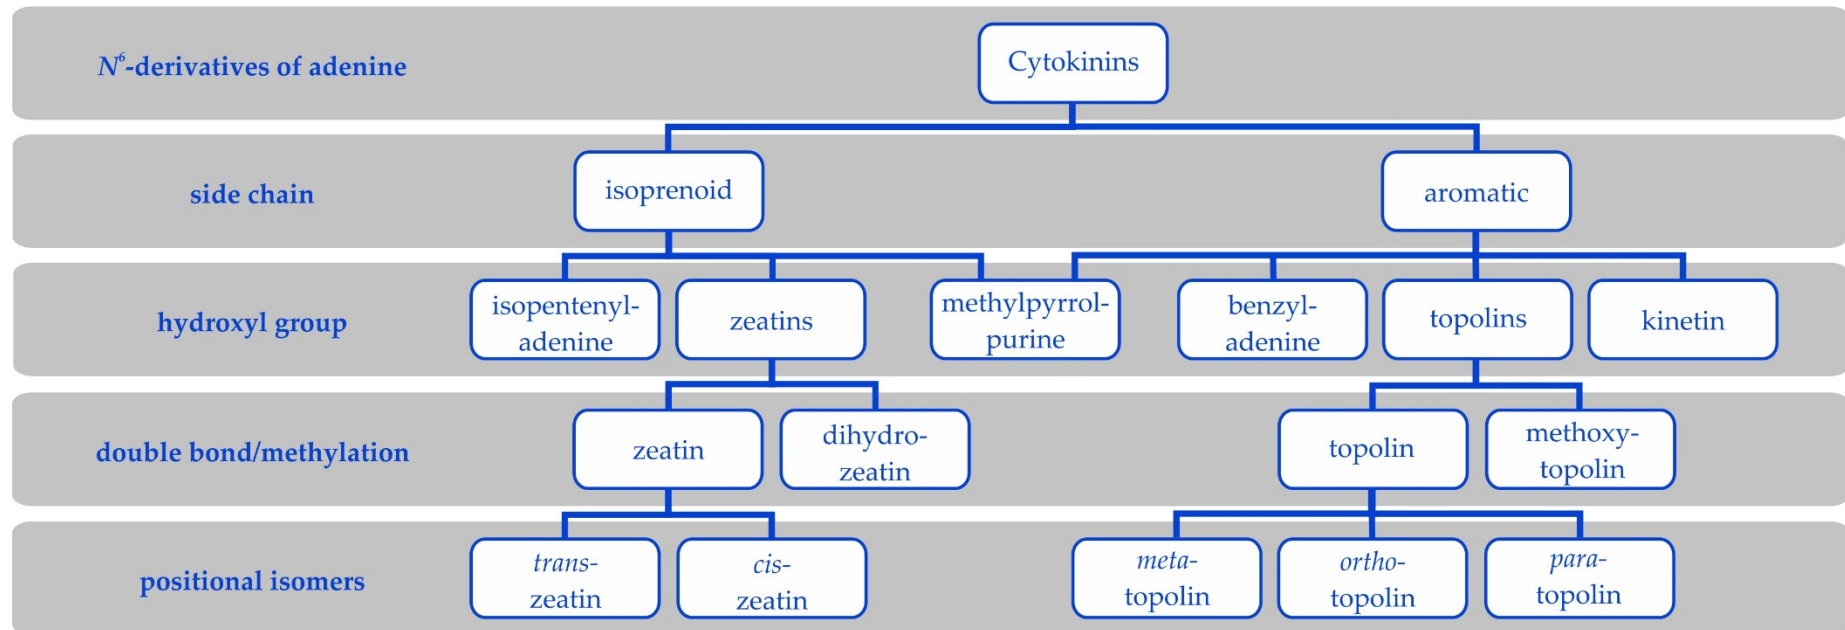 N⁶-derivatives of adenine
Cytokinins
side chain
isoprenoid
aromatic
hydroxyl group
isopentenyl-
adenine
zeatins
methylpyrrol-
purine
benzyl-
adenine
topolins
kinetin
double bond/methylation
zeatin
dihydro-
zeatin
topolin
methoxy-
topolin
positional isomers
trans-
zeatin
cis-
zeatin
meta-
topolin
ortho-
topolin
para-
topolin